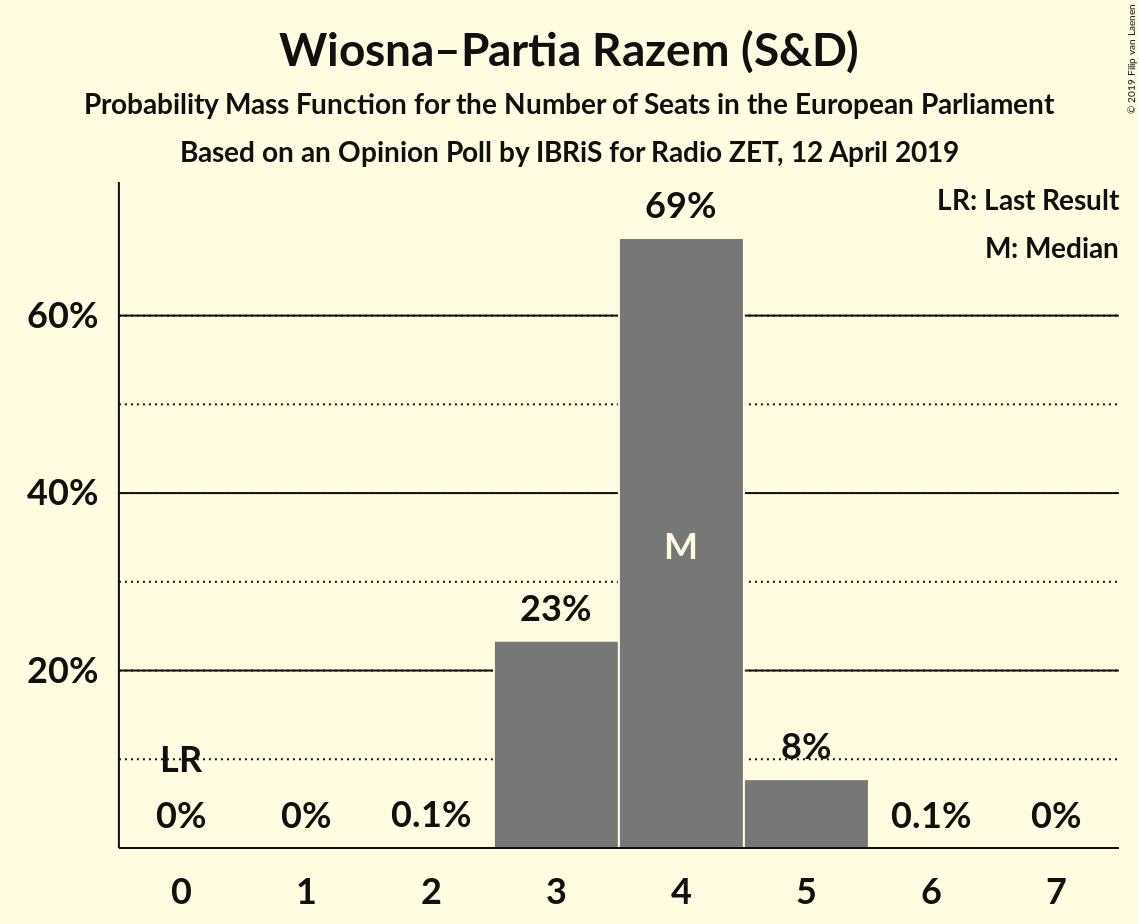 Wiosna–Partia Razem (S&D)
Probability Mass Function for the Number of Seats in the European Parliament
Based on an Opinion Poll by IBRiS for Radio ZET, 12 April 2019
© 2019 Filip van Laenen
LR: Last Result
M: Median
69%
60%
40%
M
23%
20%
8%
LR
0%
0%
0.1%
0.1%
0%
0 1 2 3 4 5 6 7